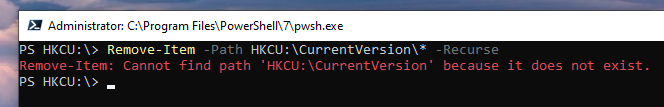 Administrator: C:\Program Files\PowerShell\7\pwsh.exe
PS HKCU:\> Remove-Item -Path HKCU:\CurrentVersion\* -Recurse
Remove-Item: Cannot find path 'HKCU:\CurrentVersion' because it does not exist.
PS HKCU:\>